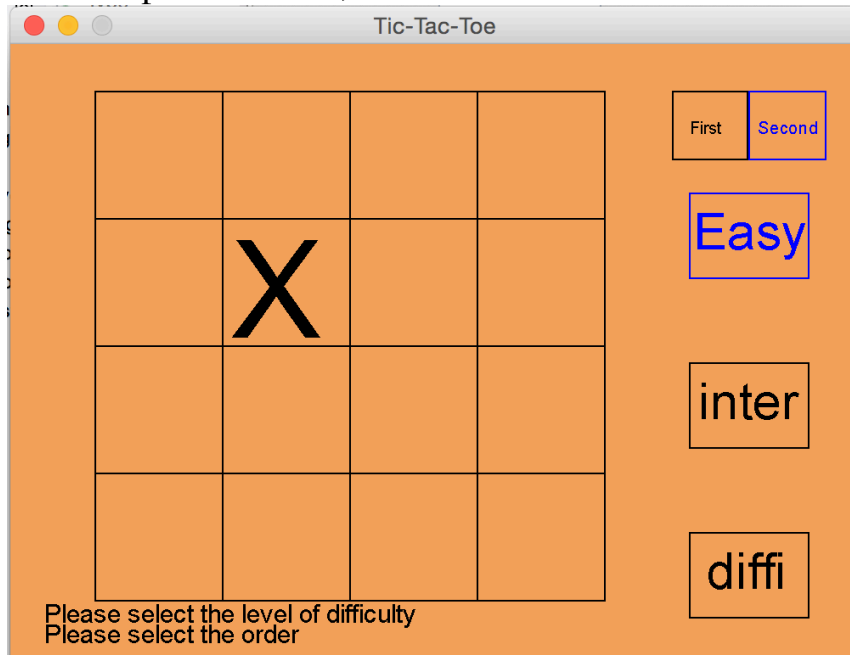 Tic-Tac-Toe
First Second
Easy
X
inter
diffi
Please select the level of difficulty
Please select the order